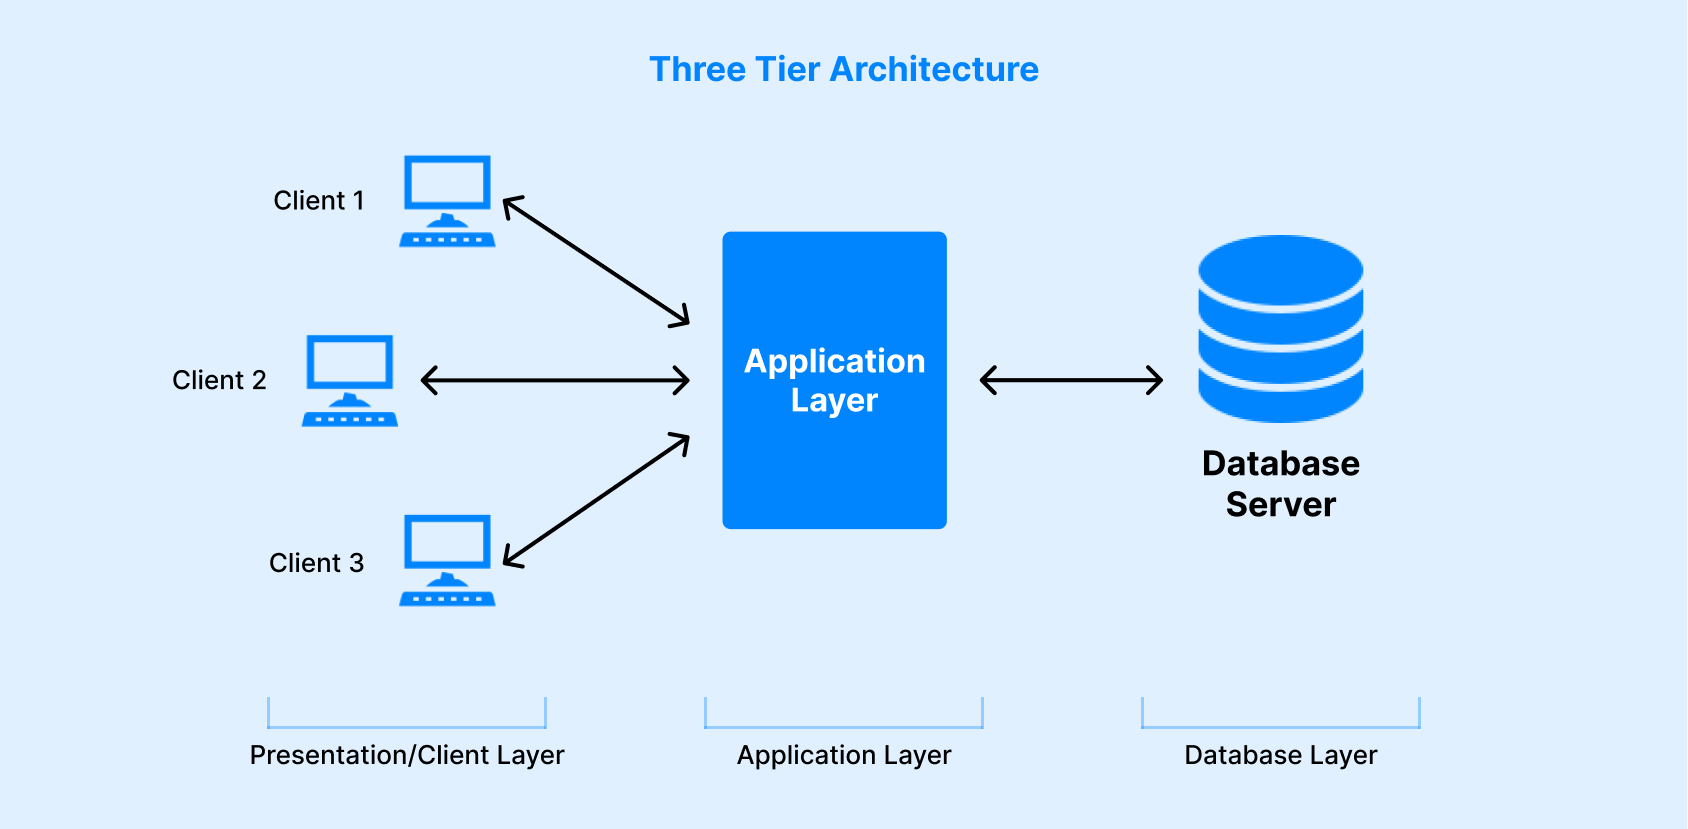 Three Tier Architecture
Client 1
Client 2
Client 3
Application
Layer
Database
Server
Presentation/Client Layer
Application Layer
Database Layer